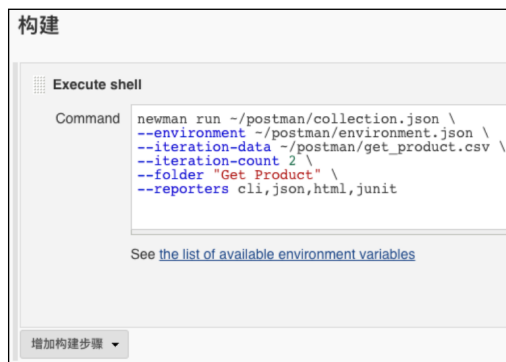 构建
Execute shell
Command
newman run ~/postman/collection.json \
--environment ~/postman/environment.json \
--iteration-data ~/postman/get_product.csv \
--iteration-count 2 \
--folder "Get Product" \
--reporters cli,json,html,junit
See the list of available environment variables
增加构建步骤